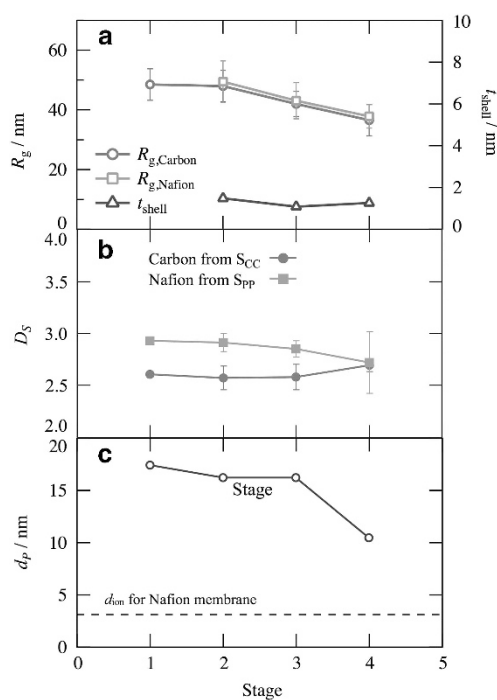 a
60
40
20
0
R_g / nm
10
8
6
4
2
0
t_shell / nm
R_g,Carbon
R_g,Nafion
t_shell
b
4.0
3.5
3.0
2.5
2.0
D_S
Carbon from S_CC
Nafion from S_PP
c
20
15
10
5
0
d_P / nm
Stage
d_ion for Nafion membrane
0 1 2 3 4 5
Stage